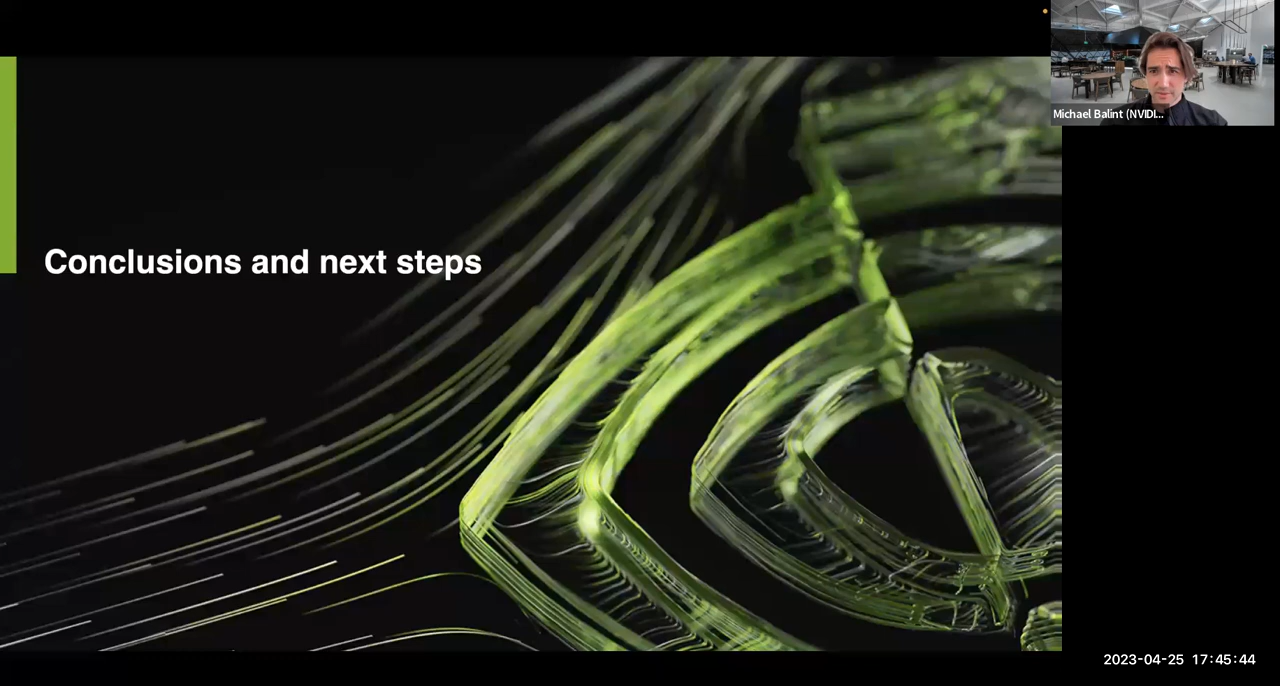 Michael Balint (NVIDI...
Conclusions and next steps
2023-04-25 17:45:44